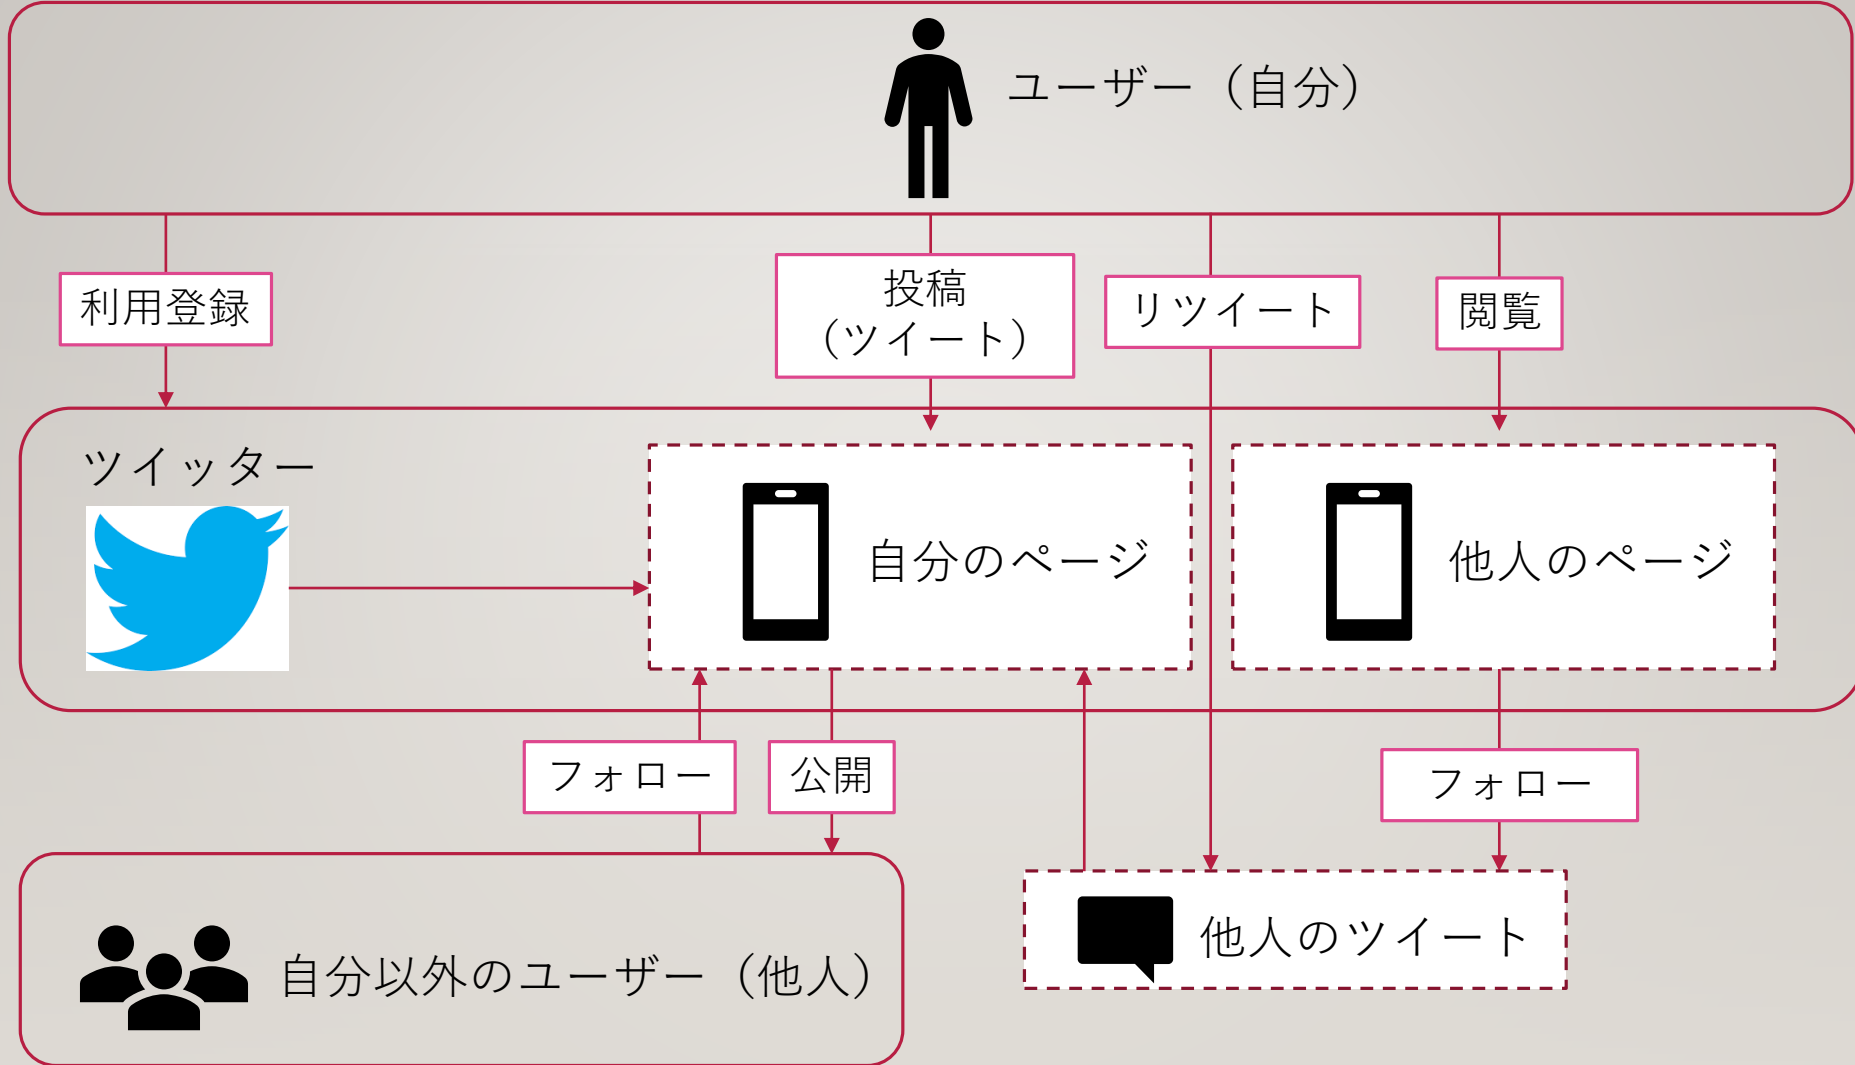 ユーザー（自分）
利用登録
投稿
（ツイート）
リツイート
閲覧
ツイッター
自分のページ
他人のページ
フォロー
公開
フォロー
自分以外のユーザー（他人）
他人のツイート